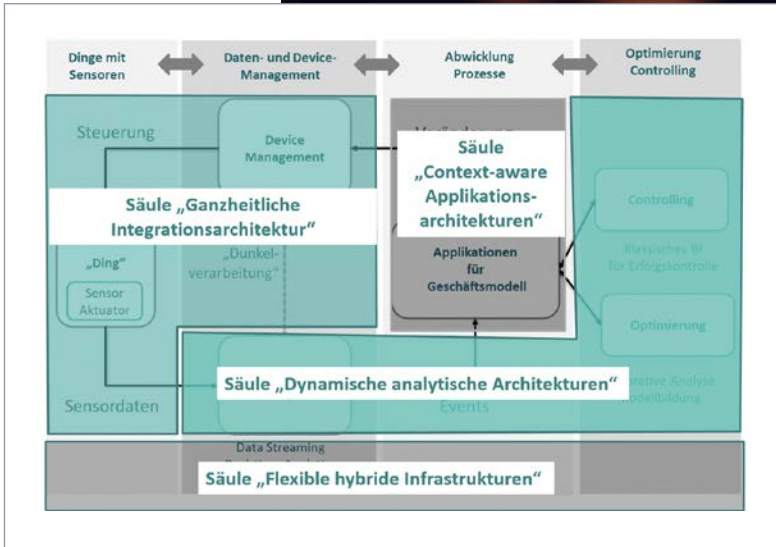 Dinge mit
Sensoren
Daten- und Device-
Management
Abwicklung
Prozesse
Optimierung
Controlling
Steuerung
Device
Management
Säule
„Context-aware
Applikations-
architekturen“
Säule „Ganzheitliche
Integrationsarchitektur“
Controlling
Klassisches BI
für Erfolgskontrolle
„Ding“
Sensor
Aktuator
„Dunkel-
verarbeitung“
Applikationen
für
Geschäftsmodell
Optimierung
Säule „Dynamische analytische Architekturen“
Sensordaten
Events
Data Streaming
Säule „Flexible hybride Infrastrukturen“